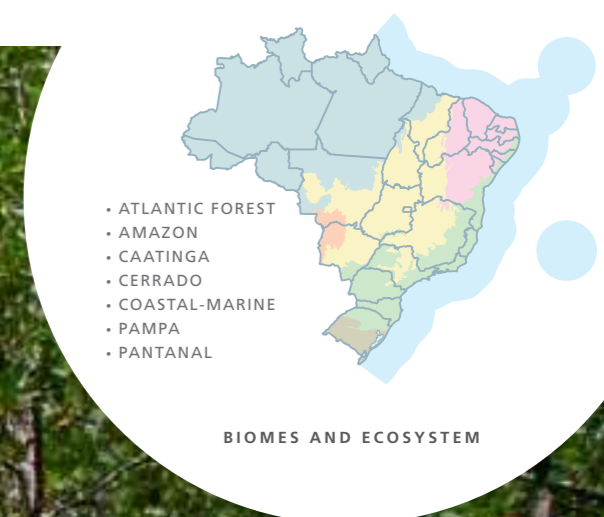 • ATLANTIC FOREST
• AMAZON
• CAATINGA
• CERRADO
• COASTAL-MARINE
• PAMPA
• PANTANAL
BIOMES AND ECOSYSTEM